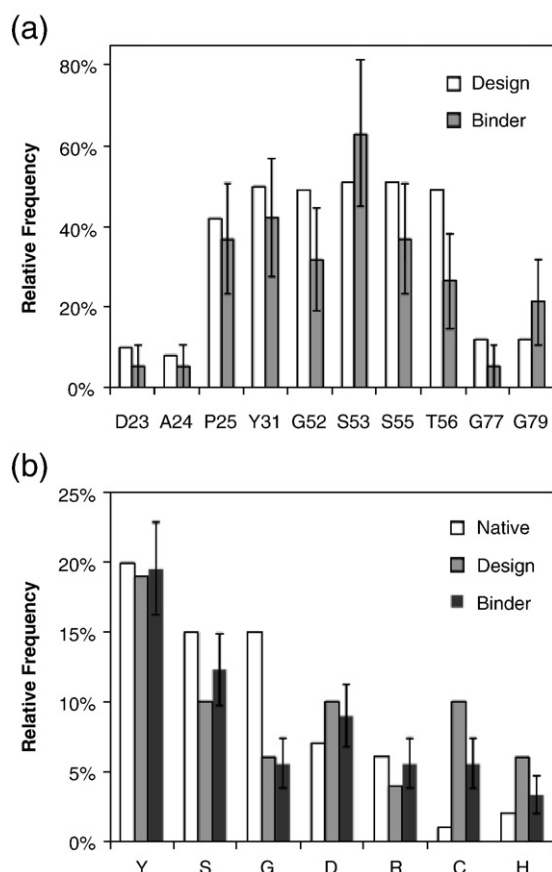 (a)
80%
60%
40%
20%
0%
Relative Frequency
Design
Binder
D23 A24 P25 Y31 G52 S53 S55 T56 G77 G79
(b)
25%
20%
15%
10%
5%
0%
Relative Frequency
Native
Design
Binder
Y S G D R C H